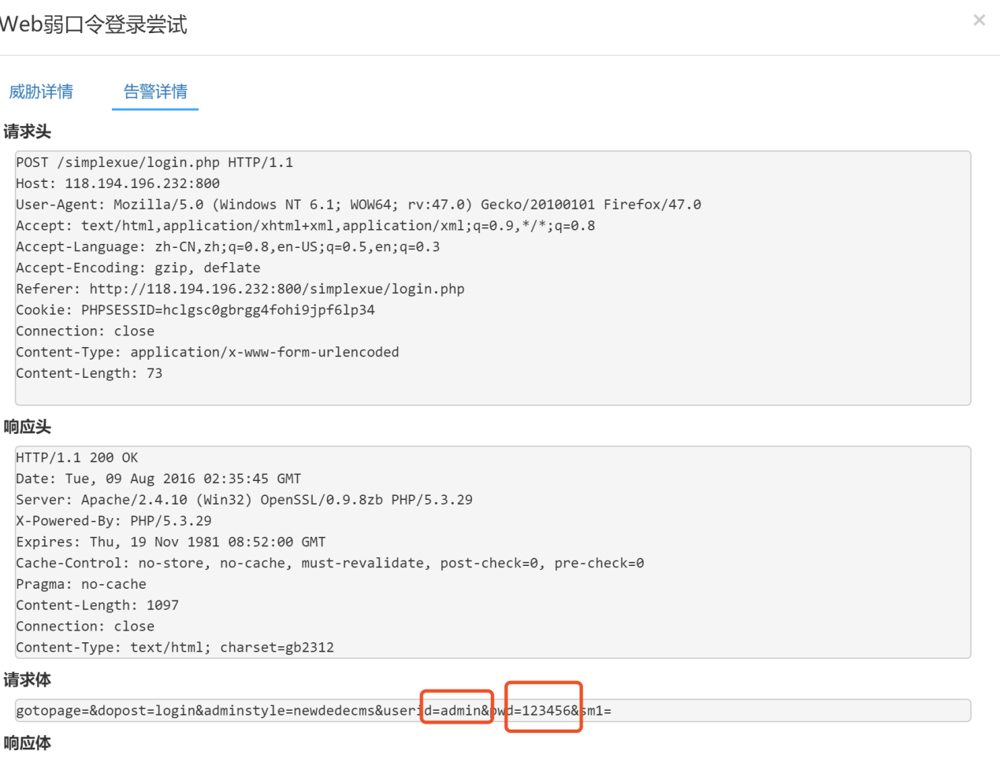 Web弱口令登录尝试
×
威胁详情 告警详情
请求头
POST /simplexue/login.php HTTP/1.1
Host: 118.194.196.232:800
User-Agent: Mozilla/5.0 (Windows NT 6.1; WOW64; rv:47.0) Gecko/20100101 Firefox/47.0
Accept: text/html,application/xhtml+xml,application/xml;q=0.9,*/*;q=0.8
Accept-Language: zh-CN,zh;q=0.8,en-US;q=0.5,en;q=0.3
Accept-Encoding: gzip, deflate
Referer: http://118.194.196.232:800/simplexue/login.php
Cookie: PHPSESSID=hclgsc0gbrgg4fohi9jpf6lp34
Connection: close
Content-Type: application/x-www-form-urlencoded
Content-Length: 73
响应头
HTTP/1.1 200 OK
Date: Tue, 09 Aug 2016 02:35:45 GMT
Server: Apache/2.4.10 (Win32) OpenSSL/0.9.8zb PHP/5.3.29
X-Powered-By: PHP/5.3.29
Expires: Thu, 19 Nov 1981 08:52:00 GMT
Cache-Control: no-store, no-cache, must-revalidate, post-check=0, pre-check=0
Pragma: no-cache
Content-Length: 1097
Connection: close
Content-Type: text/html; charset=gb2312
请求体
gotopage=&dopost=login&adminstyle=newdedecms&userid=admin&pwd=123456&sm1=
响应体